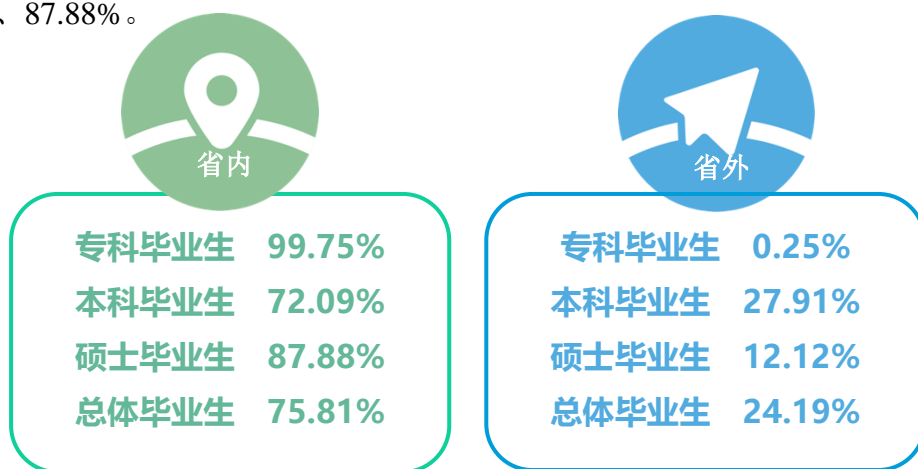 、87.88%。
省内
专科毕业生 99.75%
本科毕业生 72.09%
硕士毕业生 87.88%
总体毕业生 75.81%
省外
专科毕业生 0.25%
本科毕业生 27.91%
硕士毕业生 12.12%
总体毕业生 24.19%